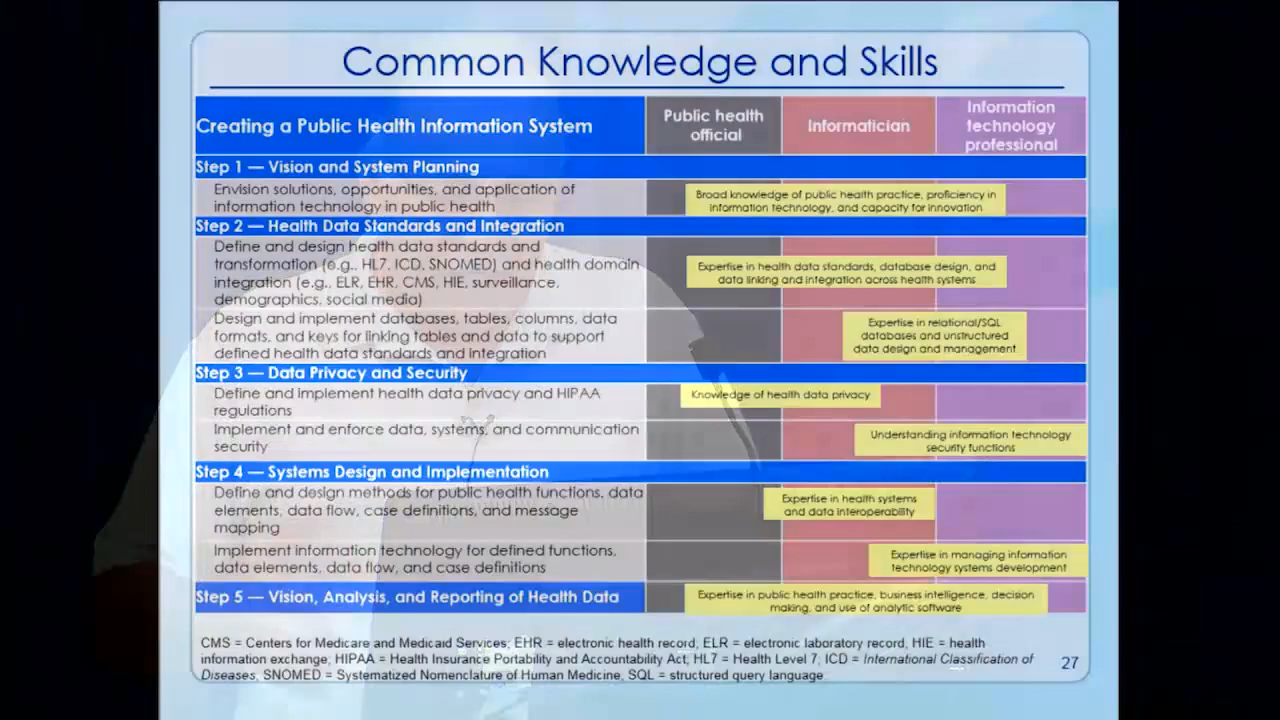 Common Knowledge and Skills
Creating a Public Health Information System
Public health
official
Informatician
Information
technology
professional
Step 1 — Vision and System Planning
Envision solutions, opportunities, and application of
information technology in public health
Broad knowledge of public health practice, proficiency in
information technology, and capacity for innovation
Step 2 — Health Data Standards and Integration
Define and design health data standards and
transformation (e.g., HL7, ICD, SNOMED) and health domain
integration (e.g., ELR, EHR, CMS, HIE, surveillance,
demographics, social media)
Expertise in health data standards, database design, and
data linking and integration across health systems
Design and implement databases, tables, columns, data
formats, and keys for linking tables and data to support
defined health data standards and integration
Expertise in relational/SQL
databases and unstructured
data design and management
Step 3 — Data Privacy and Security
Define and implement health data privacy and HIPAA
regulations
Knowledge of health data privacy
Implement and enforce data, systems, and communication
security
Understanding information technology
security functions
Step 4 — Systems Design and Implementation
Define and design methods for public health functions, data
elements, data flow, case definitions, and message
mapping
Expertise in health systems
and data interoperability
Implement information technology for defined functions,
data elements, data flow, and case definitions
Expertise in managing information
technology systems development
Step 5 — Vision, Analysis, and Reporting of Health Data
Expertise in public health practice, business intelligence, decision
making, and use of analytic software
CMS = Centers for Medicare and Medicaid Services; EHR = electronic health record; ELR = electronic laboratory record, HIE = health
information exchange; HIPAA = Health Insurance Portability and Accountability Act; HL7 = Health Level 7; ICD = International Classification of
Diseases, SNOMED = Systematized Nomenclature of Human Medicine, SQL = structured query language
27